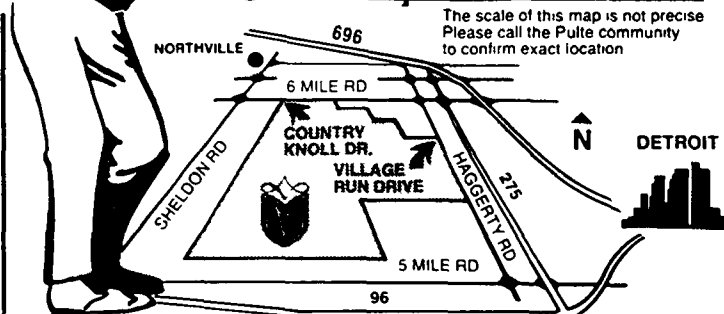 The scale of this map is not precise
Please call the Pulte community
to confirm exact location
696
NORTHVILLE
6 MILE RD
COUNTRY
KNOLL DR.
N
DETROIT
VILLAGE
RUN DRIVE
SHELDON RD
HAGGERTY RD
275
5 MILE RD
96